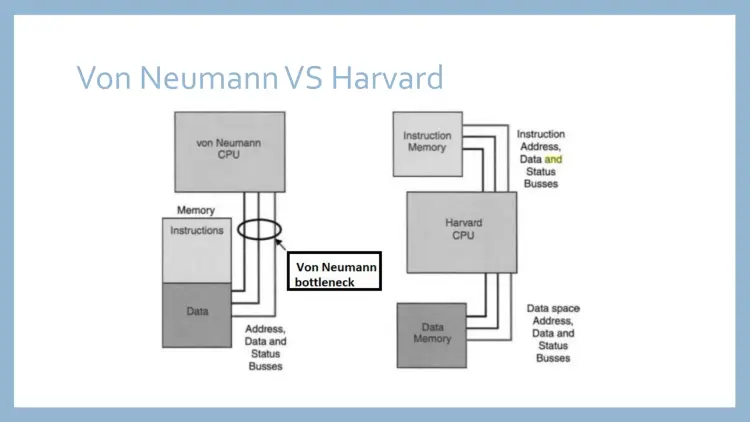 Von Neumann VS Harvard
von Neumann
CPU
Memory
Instructions
Data
Von Neumann
bottleneck
Address,
Data and
Status
Busses
Instruction
Memory
Instruction
Address,
Data and
Status
Busses
Harvard
CPU
Data
Memory
Data space
Address,
Data and
Status
Busses